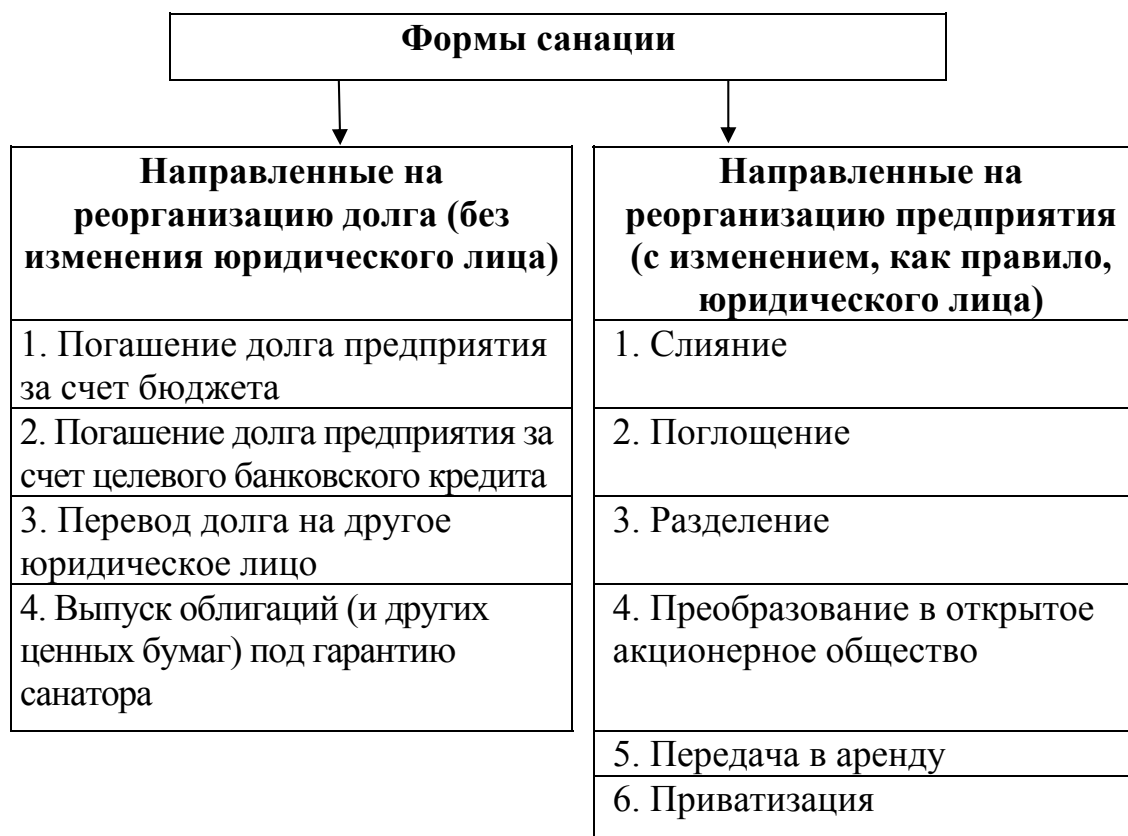 Формы санации
Направленные на
реорганизацию долга (без
изменения юридического лица)
1. Погашение долга предприятия
за счет бюджета
2. Погашение долга предприятия за
счет целевого банковского кредита
3. Перевод долга на другое
юридическое лицо
4. Выпуск облигаций (и других
ценных бумаг) под гарантию
санатора
Направленные на
реорганизацию предприятия
(с изменением, как правило,
юридического лица)
1. Слияние
2. Поглощение
3. Разделение
4. Преобразование в открытое
акционерное общество
5. Передача в аренду
6. Приватизация